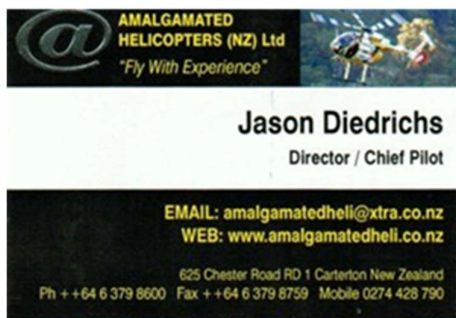 @
AMALGAMATED
HELICOPTERS (NZ) Ltd
"Fly With Experience"
Jason Diedrichs
Director / Chief Pilot
EMAIL: amalgamatedheli@xtra.co.nz
WEB: www.amalgamatedheli.co.nz
625 Chester Road RD 1 Carterton New Zealand
Ph ++64 6 379 8600 Fax ++64 6 379 8759 Mobile 0274 428 790